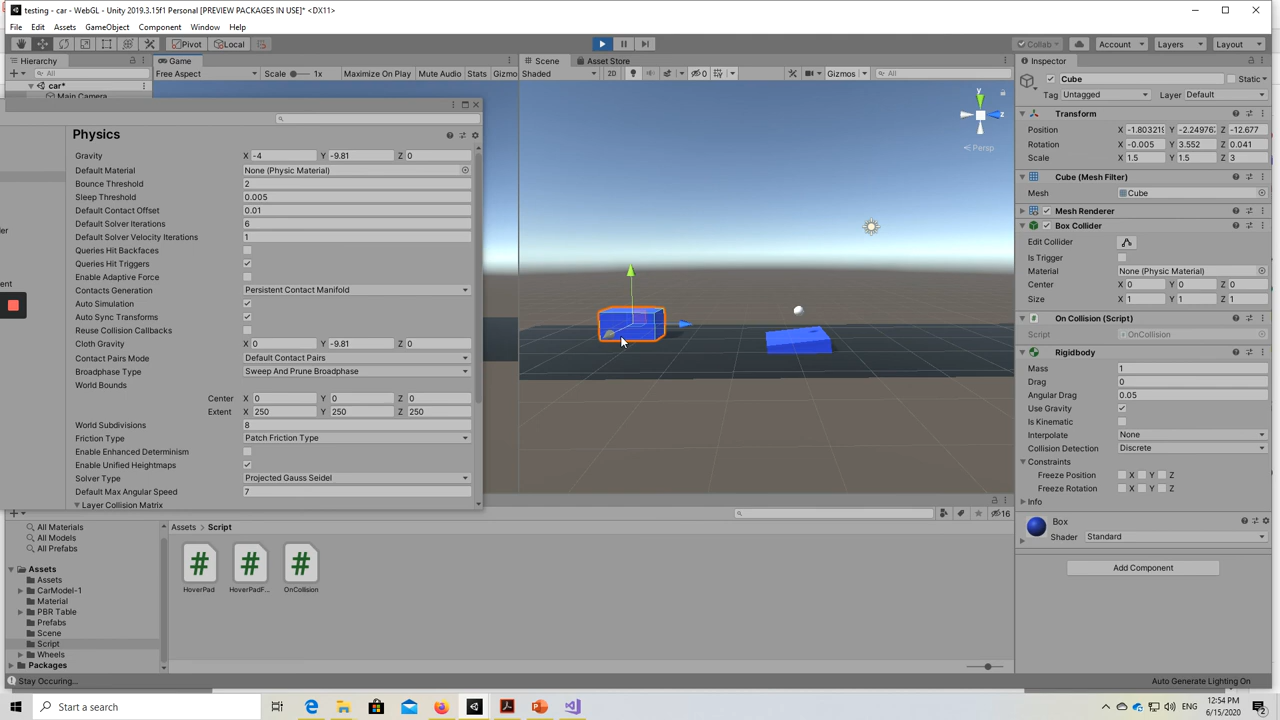 testing - car - WebGL - Unity 2019.3.15f1 Personal [PREVIEW PACKAGES IN USE]* <DX11>
File Edit Assets GameObject Component Window Help
Pivot Local Collab Account Layers Layout
Hierarchy Game Scene Asset Store Inspector
All Free Aspect Scale 1x Maximize On Play Mute Audio Stats Gizmo Shaded 2D 0 Gizmos All
car*
Main Camera
Cube Static
Tag Untagged Layer Default
Transform
Position X -1.803219 Y -2.24976 Z -12.677
Rotation X -0.005 Y 3.552 Z 0.041
Scale X 1.5 Y 1.5 Z 3
Cube (Mesh Filter)
Mesh Cube
Mesh Renderer
Box Collider
Edit Collider
Is Trigger
Material None (Physic Material)
Center X 0 Y 0 Z 0
Size X 1 Y 1 Z 1
On Collision (Script)
Script OnCollision
Rigidbody
Mass 1
Drag 0
Angular Drag 0.05
Use Gravity
Is Kinematic
Interpolate None
Collision Detection Discrete
Constraints
Freeze Position X Y Z
Freeze Rotation X Y Z
Info
Box
Shader Standard
Add Component
Physics
Gravity X -4 Y -9.81 Z 0
Default Material None (Physic Material)
Bounce Threshold 2
Sleep Threshold 0.005
Default Contact Offset 0.01
Default Solver Iterations 6
Default Solver Velocity Iterations 1
Queries Hit Backfaces
Queries Hit Triggers
Enable Adaptive Force
Contacts Generation Persistent Contact Manifold
Auto Simulation
Auto Sync Transforms
Reuse Collision Callbacks
Cloth Gravity X 0 Y -9.81 Z 0
Contact Pairs Mode Default Contact Pairs
Broadphase Type Sweep And Prune Broadphase
World Bounds
Center X 0 Y 0 Z 0
Extent X 250 Y 250 Z 250
World Subdivisions 8
Friction Type Patch Friction Type
Enable Enhanced Determinism
Enable Unified Heightmaps
Solver Type Projected Gauss Seidel
Default Max Angular Speed 7
Layer Collision Matrix
y
z
Persp
16
All Materials
All Models
All Prefabs
Assets
Assets
CarModel-1
Material
PBR Table
Prefabs
Scene
Script
Wheels
Packages
Assets > Script
HoverPad HoverPadF... OnCollision
Stay Occuring... Auto Generate Lighting On
Start a search
ENG
12:54 PM
6/15/2020
2